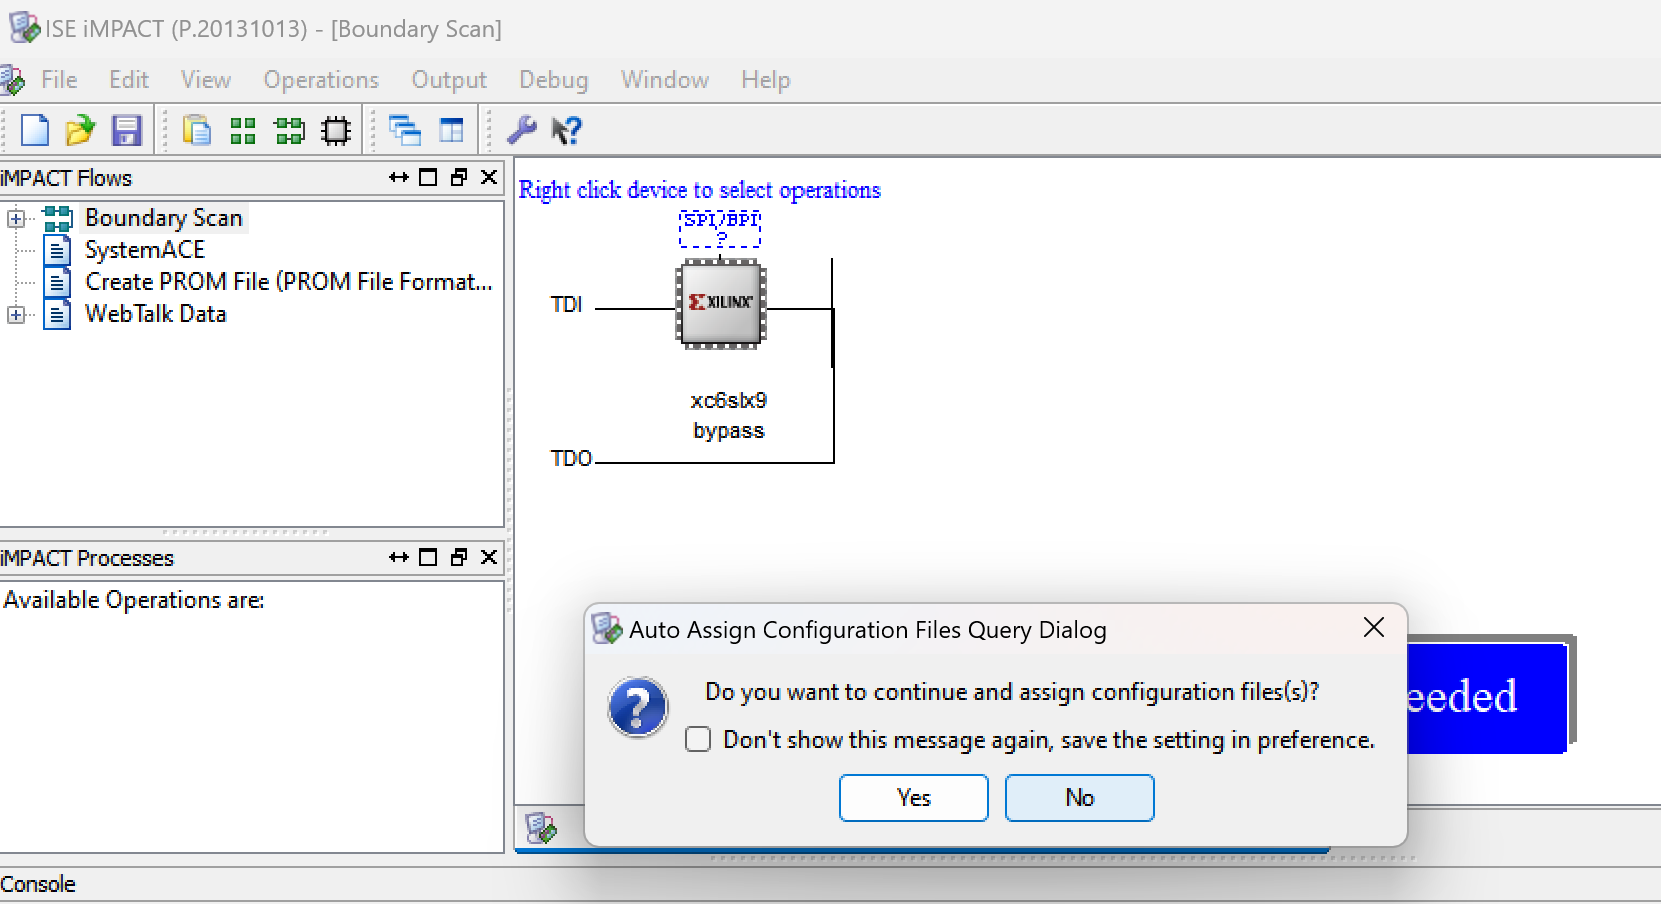 ISE iMPACT (P.20131013) - [Boundary Scan]
File Edit View Operations Output Debug Window Help
iMPACT Flows
Boundary Scan
SystemACE
Create PROM File (PROM File Format...
WebTalk Data
Right click device to select operations
SPI/BPI
?
TDI
XILINX
xc6slx9
bypass
TDO
iMPACT Processes
Available Operations are:
Auto Assign Configuration Files Query Dialog
Do you want to continue and assign configuration files(s)?
Don't show this message again, save the setting in preference.
Yes
No
eeded
Console